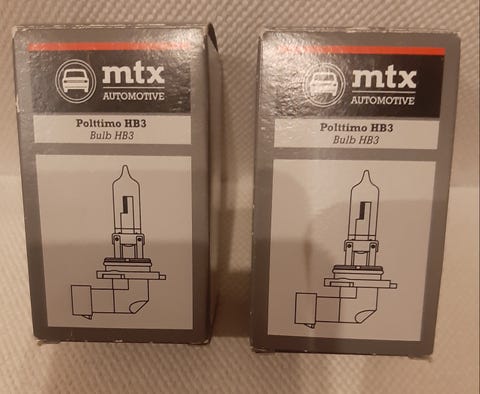 mtx
AUTOMOTIVE
Polttimo HB3
Bulb HB3
mtx
AUTOMOTIVE
Polttimo HB3
Bulb HB3